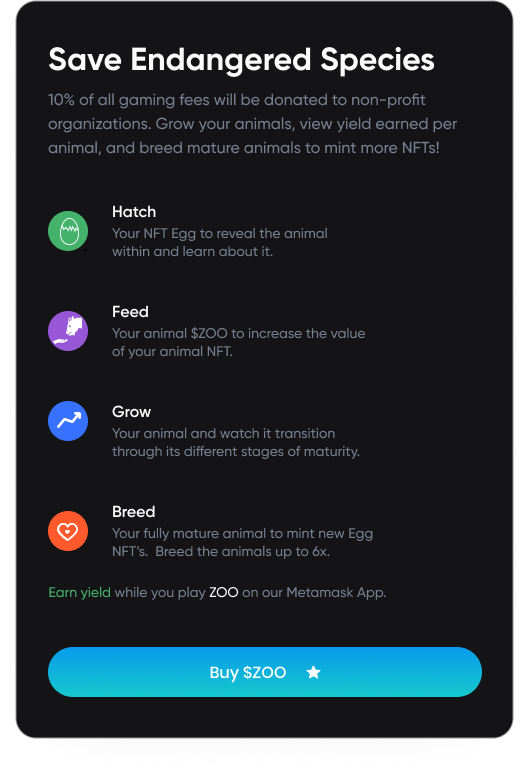 Save Endangered Species
10% of all gaming fees will be donated to non-profit
organizations. Grow your animals, view yield earned per
animal, and breed mature animals to mint more NFTs!
Hatch
Your NFT Egg to reveal the animal
within and learn about it.
Feed
Your animal $ZOO to increase the value
of your animal NFT.
Grow
Your animal and watch it transition
through its different stages of maturity.
Breed
Your fully mature animal to mint new Egg
NFT's.  Breed the animals up to 6x.
Earn yield while you play ZOO on our Metamask App.
Buy $ZOO